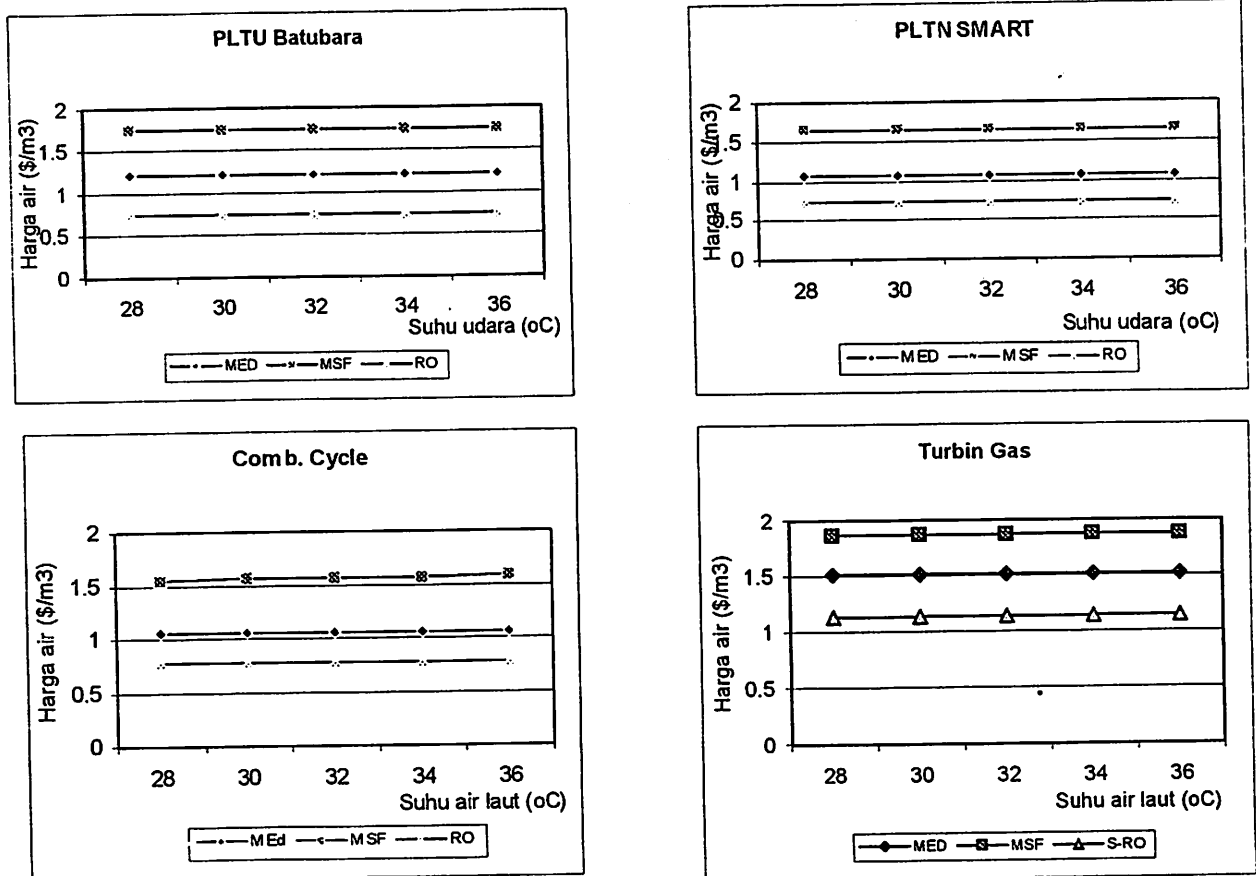 PLTU Batubara
Harga air ($/m3)
2
1.5
1
0.5
0
28 30 32 34 36
Suhu udara (oC)
MED MSF RO
PLTN SMART
Harga air ($/m3)
2
1.5
1
0.5
0
28 30 32 34 36
Suhu udara (oC)
MED MSF RO
Comb. Cycle
Harga air ($/m3)
2
1.5
1
0.5
0
28 30 32 34 36
Suhu air laut (oC)
MEd MSF RO
Turbin Gas
Harga air ($/m3)
2
1.5
1
0.5
0
28 30 32 34 36
Suhu air laut (oC)
MED MSF S-RO